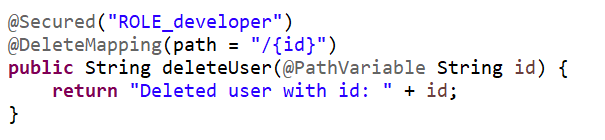 @Secured("ROLE_developer")
@DeleteMapping(path = "/{id}")
public String deleteUser(@PathVariable String id) {
    return "Deleted user with id: " + id;
}